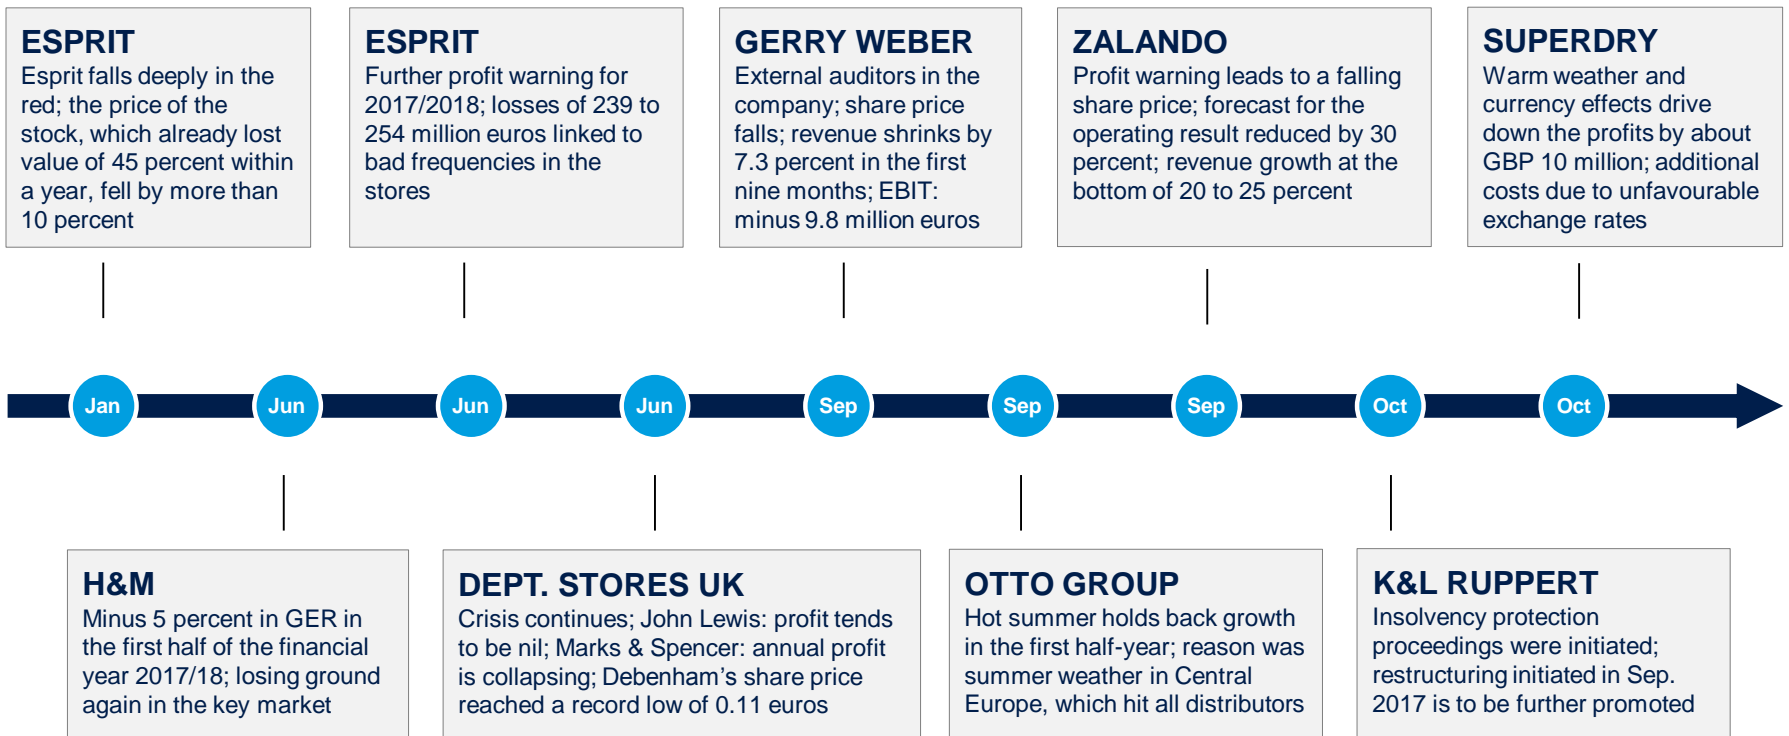 ESPRIT
Esprit falls deeply in the
red; the price of the
stock, which already lost
value of 45 percent within
a year, fell by more than
10 percent
ESPRIT
Further profit warning for
2017/2018; losses of 239 to
254 million euros linked to
bad frequencies in the
stores
GERRY WEBER
External auditors in the
company; share price
falls; revenue shrinks by
7.3 percent in the first
nine months; EBIT:
minus 9.8 million euros
ZALANDO
Profit warning leads to a falling
share price; forecast for the
operating result reduced by 30
percent; revenue growth at the
bottom of 20 to 25 percent
SUPERDRY
Warm weather and
currency effects drive
down the profits by about
GBP 10 million; additional
costs due to unfavourable
exchange rates
Jan
Jun
Jun
Jun
Sep
Sep
Sep
Oct
Oct
H&M
Minus 5 percent in GER in
the first half of the financial
year 2017/18; losing ground
again in the key market
DEPT. STORES UK
Crisis continues; John Lewis: profit tends
to be nil; Marks & Spencer: annual profit
is collapsing; Debenham’s share price
reached a record low of 0.11 euros
OTTO GROUP
Hot summer holds back growth
in the first half-year; reason was
summer weather in Central
Europe, which hit all distributors
K&L RUPPERT
Insolvency protection
proceedings were initiated;
restructuring initiated in Sep.
2017 is to be further promoted